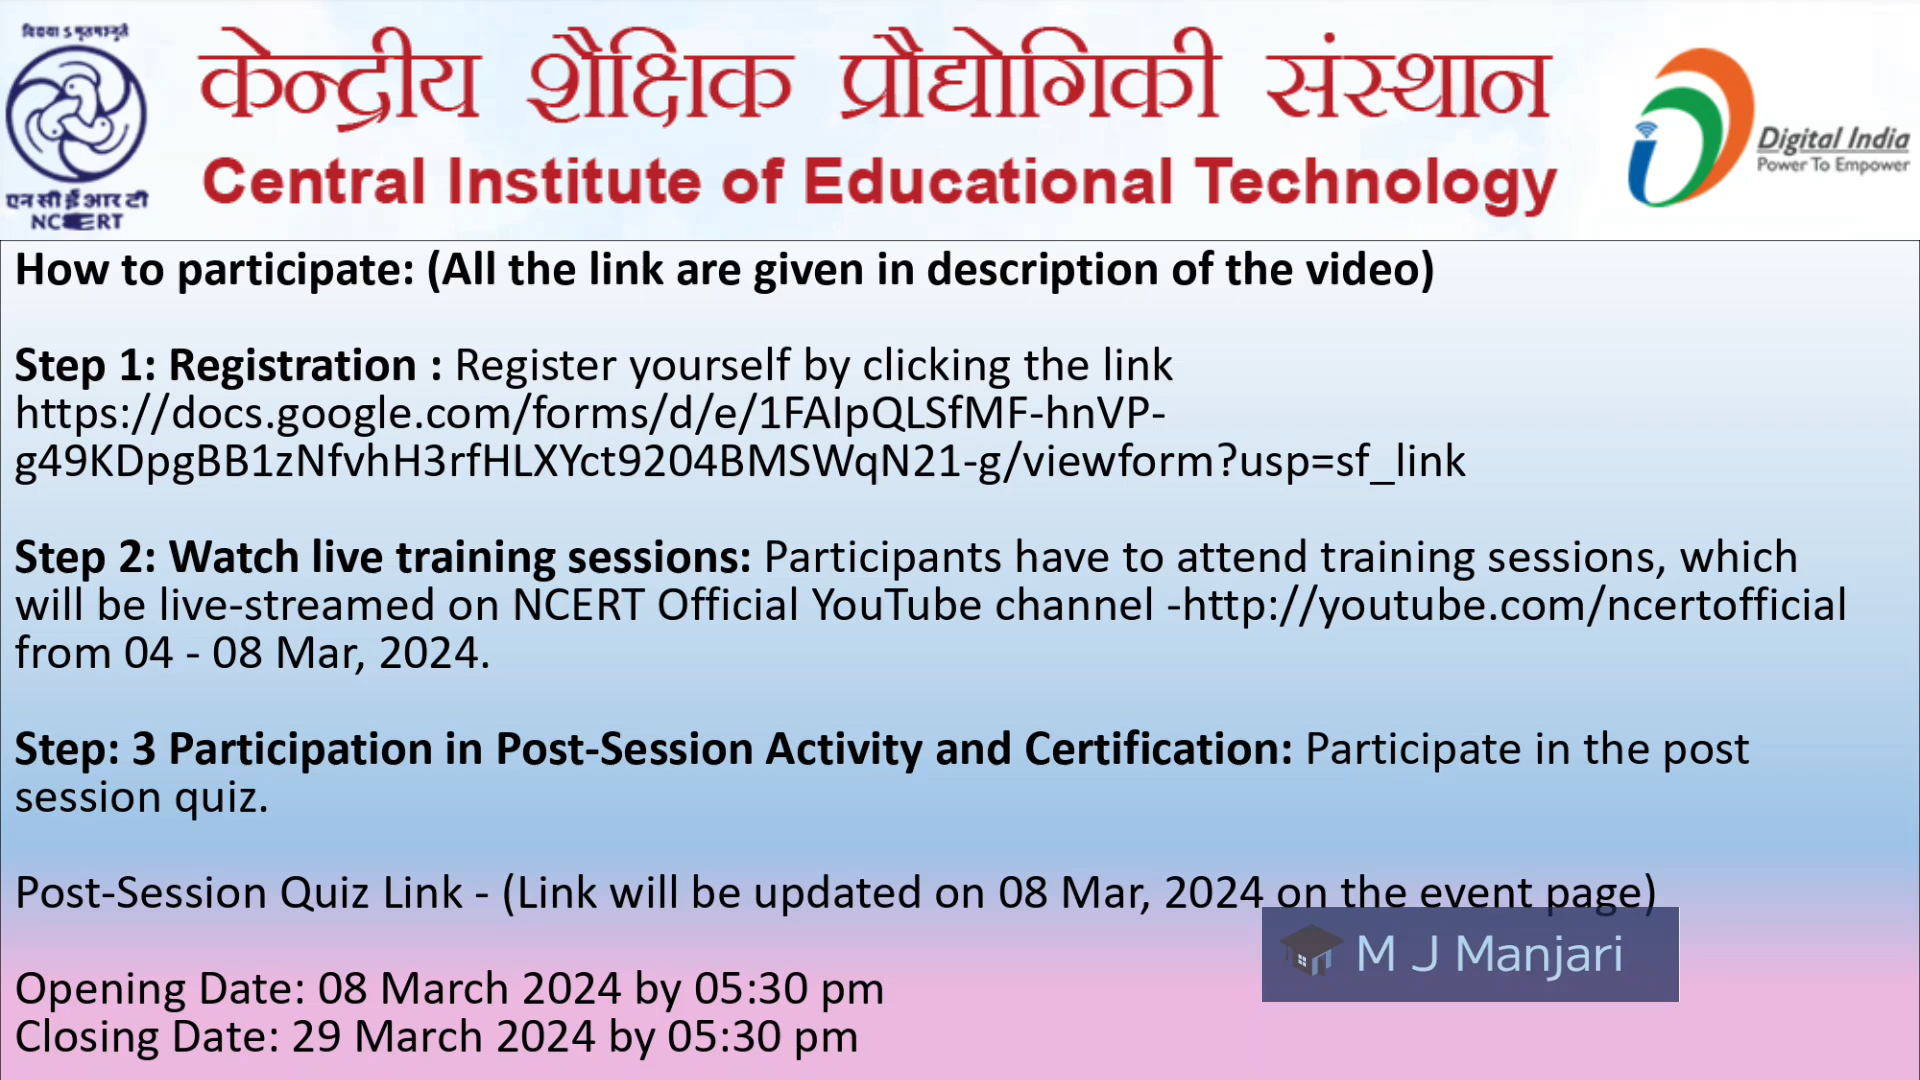 विद्यया ऽ मृतमश्नुते
एन सी ई आर टी
NCERT
केन्द्रीय शैक्षिक प्रौद्योगिकी संस्थान
Central Institute of Educational Technology
Digital India
Power To Empower
How to participate: (All the link are given in description of the video)
Step 1: Registration : Register yourself by clicking the link
https://docs.google.com/forms/d/e/1FAIpQLSfMF-hnVP-
g49KDpgBB1zNfvhH3rfHLXYct9204BMSWqN21-g/viewform?usp=sf_link
Step 2: Watch live training sessions: Participants have to attend training sessions, which
will be live-streamed on NCERT Official YouTube channel -http://youtube.com/ncertofficial
from 04 - 08 Mar, 2024.
Step: 3 Participation in Post-Session Activity and Certification: Participate in the post
session quiz.
Post-Session Quiz Link - (Link will be updated on 08 Mar, 2024 on the event page)
M J Manjari
Opening Date: 08 March 2024 by 05:30 pm
Closing Date: 29 March 2024 by 05:30 pm